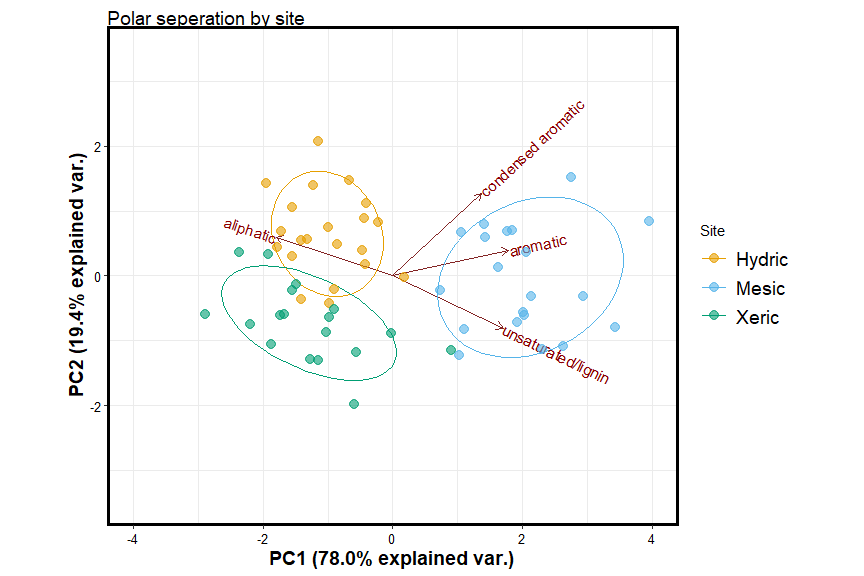 Polar seperation by site
condensed aromatic
aliphatic
aromatic
unsaturated/lignin
2
0
-2
PC2 (19.4% explained var.)
-4
-2
0
2
4
PC1 (78.0% explained var.)
Site
Hydric
Mesic
Xeric